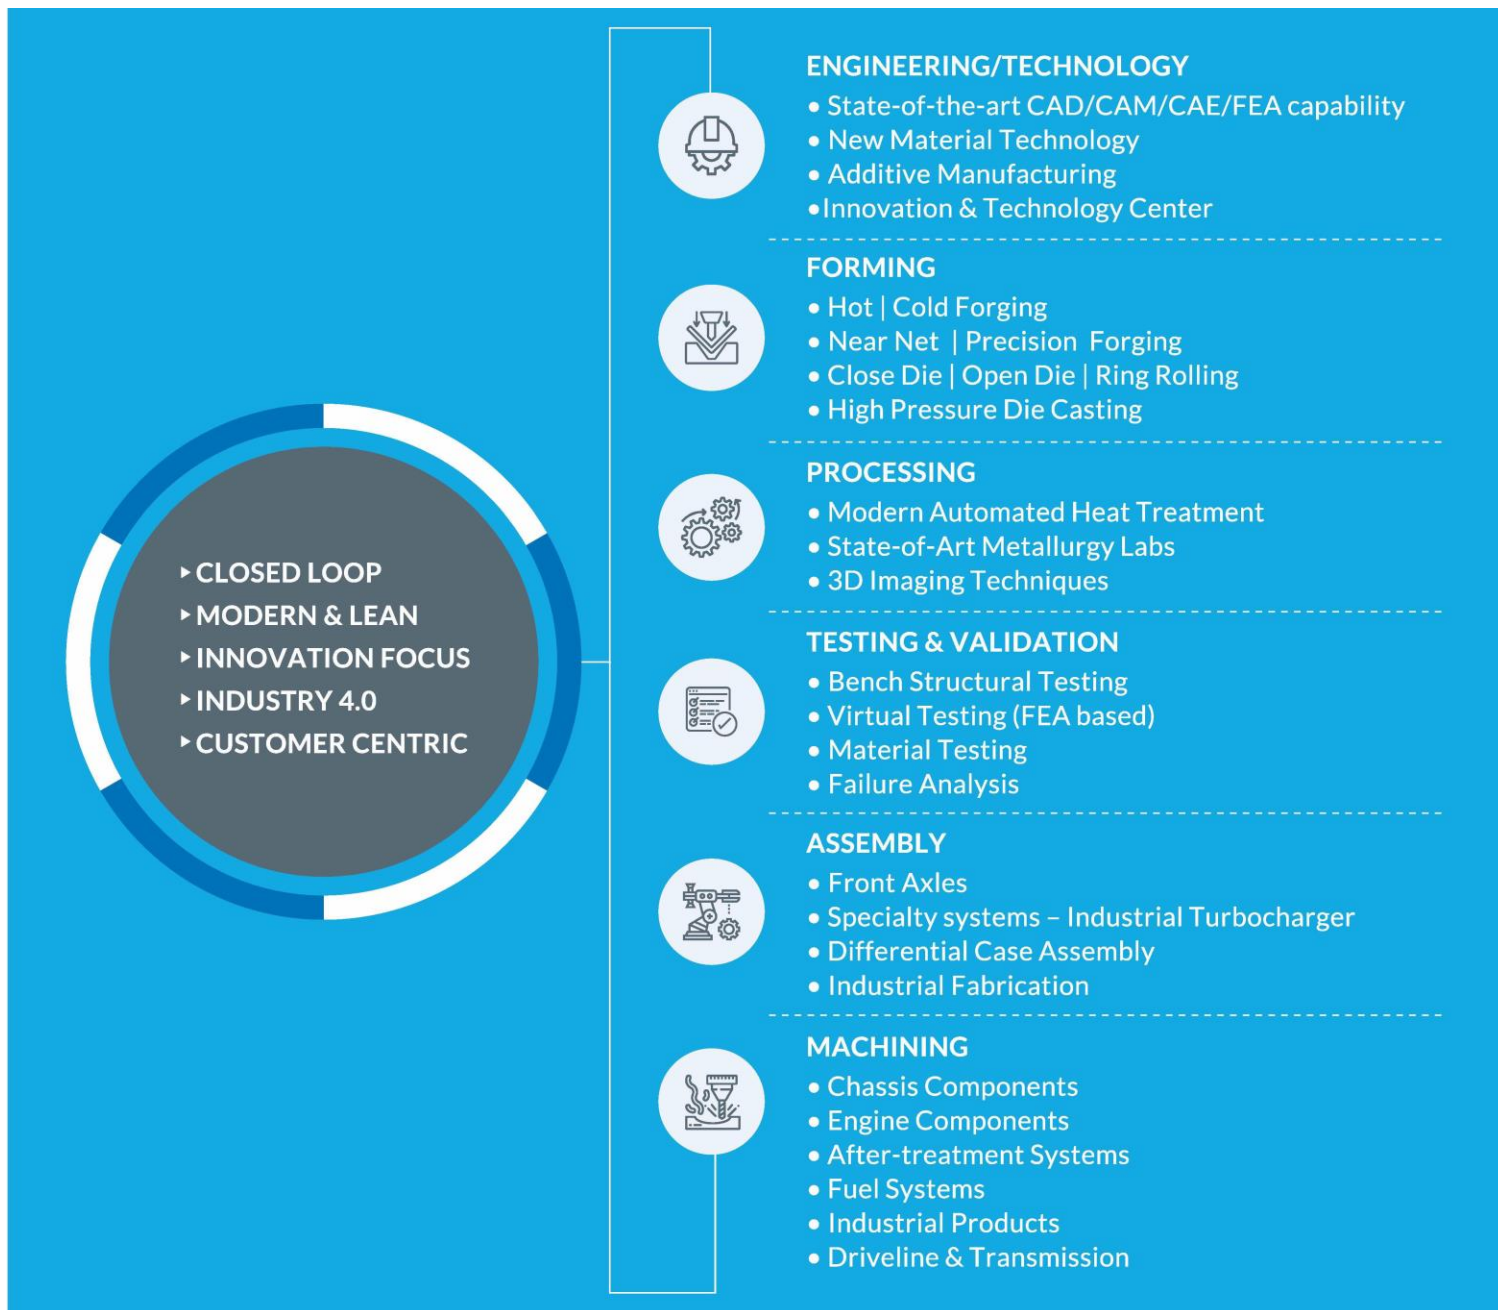 ▸ CLOSED LOOP
▸ MODERN & LEAN
▸ INNOVATION FOCUS
▸ INDUSTRY 4.0
▸ CUSTOMER CENTRIC
ENGINEERING/TECHNOLOGY
• State-of-the-art CAD/CAM/CAE/FEA capability
• New Material Technology
• Additive Manufacturing
•Innovation & Technology Center
FORMING
• Hot | Cold Forging
• Near Net | Precision Forging
• Close Die | Open Die | Ring Rolling
• High Pressure Die Casting
PROCESSING
• Modern Automated Heat Treatment
• State-of-Art Metallurgy Labs
• 3D Imaging Techniques
TESTING & VALIDATION
• Bench Structural Testing
• Virtual Testing (FEA based)
• Material Testing
• Failure Analysis
ASSEMBLY
• Front Axles
• Specialty systems – Industrial Turbocharger
• Differential Case Assembly
• Industrial Fabrication
MACHINING
• Chassis Components
• Engine Components
• After-treatment Systems
• Fuel Systems
• Industrial Products
• Driveline & Transmission